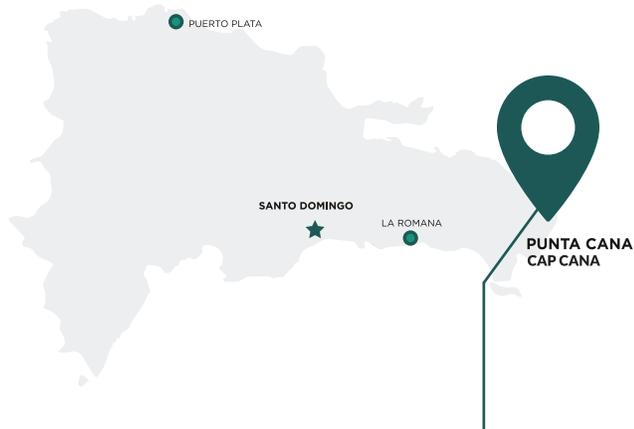 PUERTO PLATA
SANTO DOMINGO
LA ROMANA
PUNTA CANA
CAP CANA